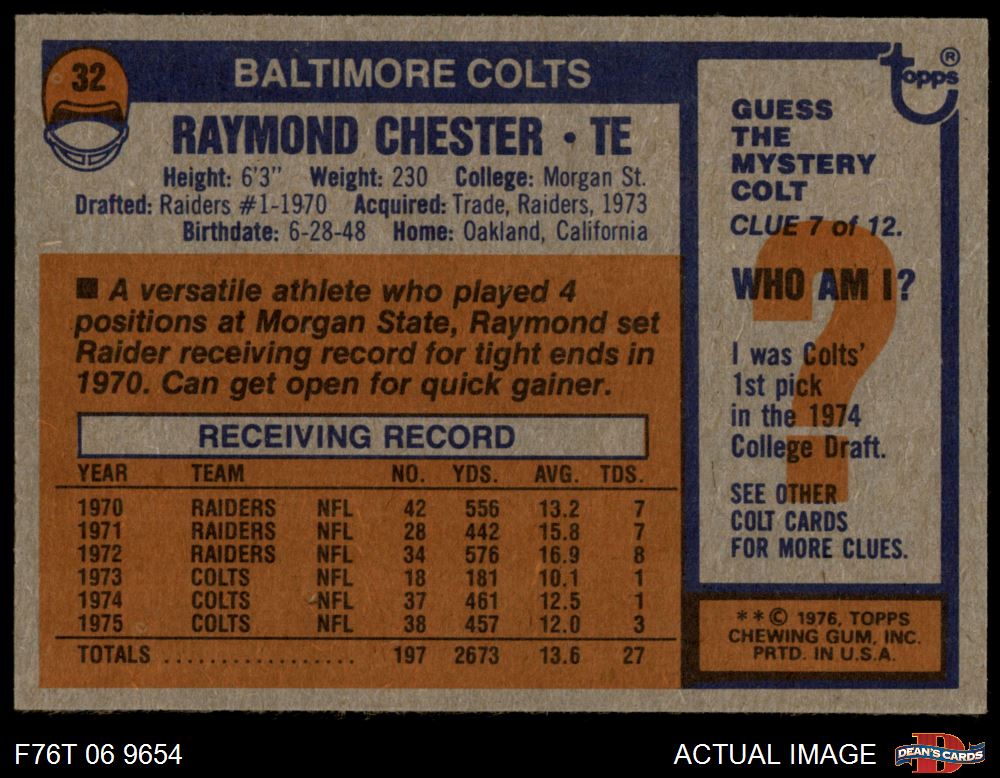 32
BALTIMORE COLTS
RAYMOND CHESTER • TE
Height: 6'3" Weight: 230 College: Morgan St.
Drafted: Raiders #1-1970 Acquired: Trade, Raiders, 1973
Birthdate: 6-28-48 Home: Oakland, California
■ A versatile athlete who played 4
positions at Morgan State, Raymond set
Raider receiving record for tight ends in
1970. Can get open for quick gainer.
RECEIVING RECORD
YEAR TEAM NO. YDS. AVG. TDS.
1970 RAIDERS NFL 42 556 13.2 7
1971 RAIDERS NFL 28 442 15.8 7
1972 RAIDERS NFL 34 576 16.9 8
1973 COLTS NFL 18 181 10.1 1
1974 COLTS NFL 37 461 12.5 1
1975 COLTS NFL 38 457 12.0 3
TOTALS ................. 197 2673 13.6 27
topps ®
GUESS
THE
MYSTERY
COLT
CLUE 7 of 12.
WHO AM I?
?
I was Colts'
1st pick
in the 1974
College Draft.
SEE OTHER
COLT CARDS
FOR MORE CLUES.
**© 1976, TOPPS
CHEWING GUM, INC.
PRTD. IN U.S.A.
F76T 06 9654
ACTUAL IMAGE
DEAN'S CARDS